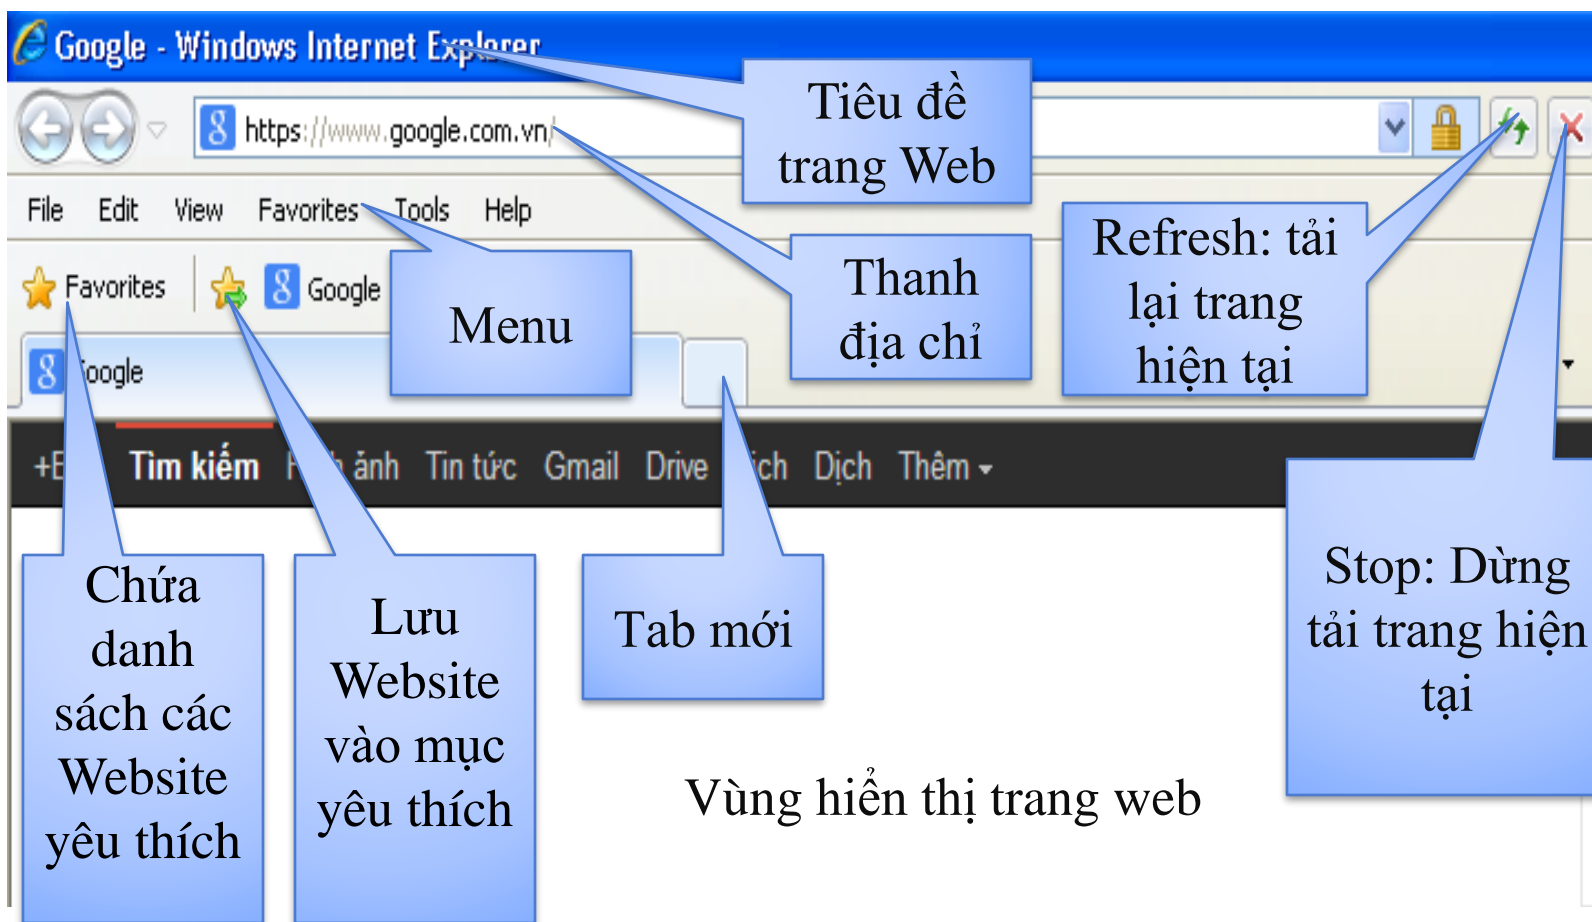 Google - Windows Internet Explorer
Tiêu đề
trang Web
https://www.google.com.vn/
File Edit View Favorites Tools Help
Refresh: tải
lại trang
hiện tại
Thanh
địa chỉ
Favorites Google
Menu
Google
Tìm kiếm ảnh Tin tức Gmail Drive Dịch Thêm
Chứa
danh
sách các
Website
yêu thích
Lưu
Website
vào mục
yêu thích
Tab mới
Stop: Dừng
tải trang hiện
tại
Vùng hiển thị trang web